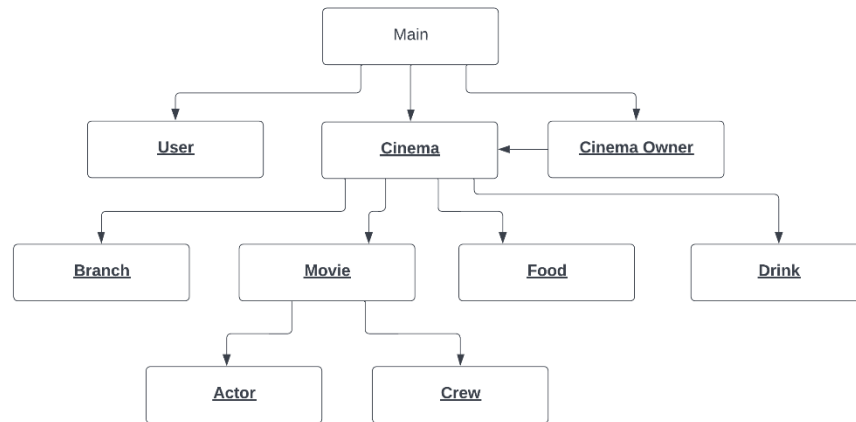 Main
User
Cinema
Cinema Owner
Branch
Movie
Food
Drink
Actor
Crew